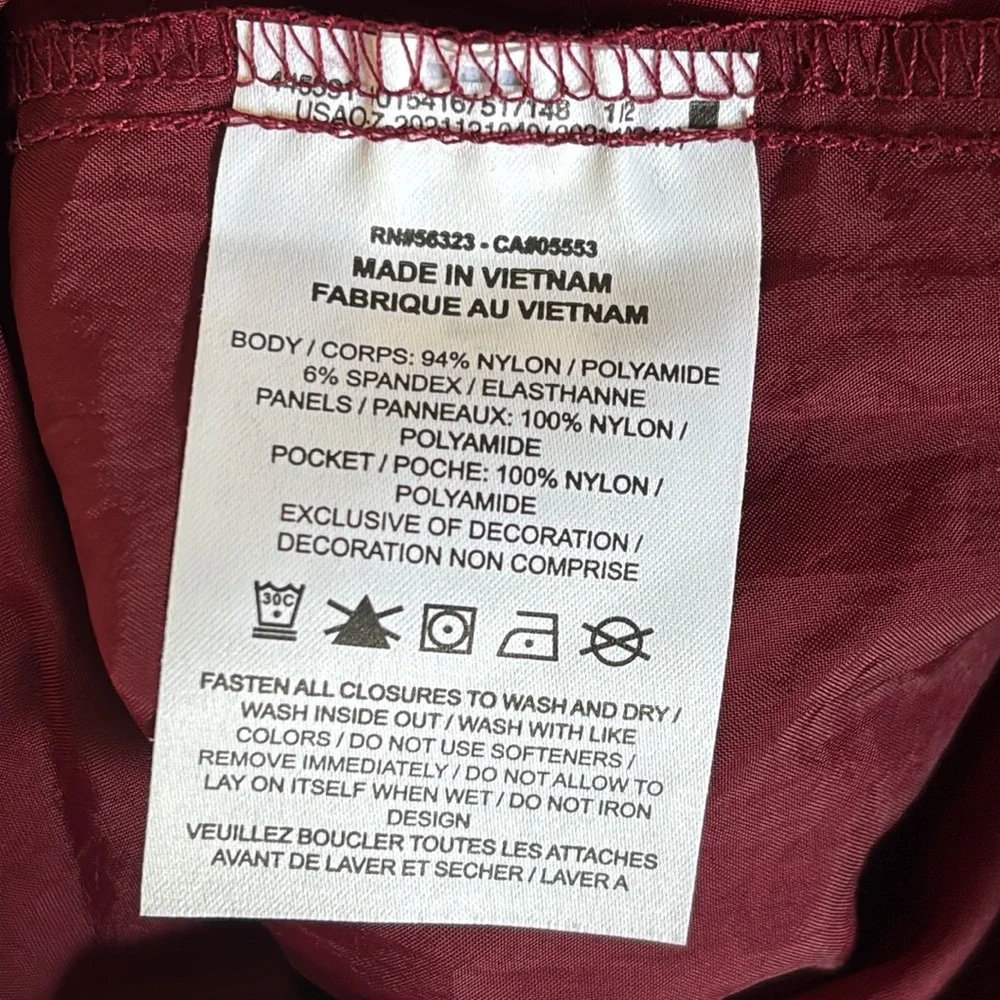 1/2
USAO-Z
RN#56323 - CA#05553
MADE IN VIETNAM
FABRIQUE AU VIETNAM
BODY / CORPS: 94% NYLON / POLYAMIDE
6% SPANDEX / ELASTHANNE
PANELS / PANNEAUX: 100% NYLON /
POLYAMIDE
POCKET / POCHE: 100% NYLON /
POLYAMIDE
EXCLUSIVE OF DECORATION /
DECORATION NON COMPRISE
30C
FASTEN ALL CLOSURES TO WASH AND DRY /
WASH INSIDE OUT / WASH WITH LIKE
COLORS / DO NOT USE SOFTENERS /
REMOVE IMMEDIATELY / DO NOT ALLOW TO
LAY ON ITSELF WHEN WET / DO NOT IRON
DESIGN
VEUILLEZ BOUCLER TOUTES LES ATTACHES
AVANT DE LAVER ET SECHER / LAVER A